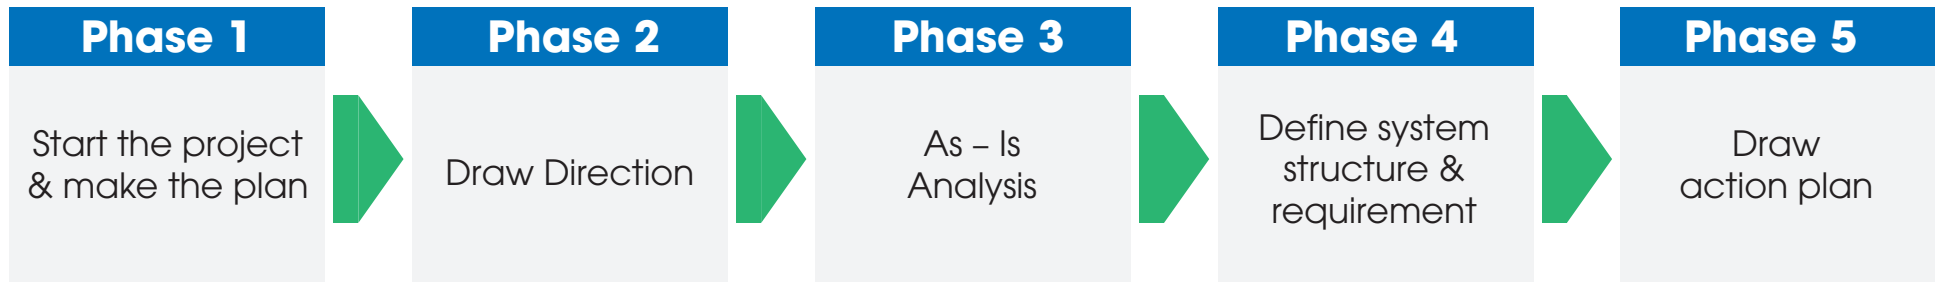 Phase 1
Start the project
& make the plan
Phase 2
Draw Direction
Phase 3
As – Is
Analysis
Phase 4
Define system
structure &
requirement
Phase 5
Draw
action plan